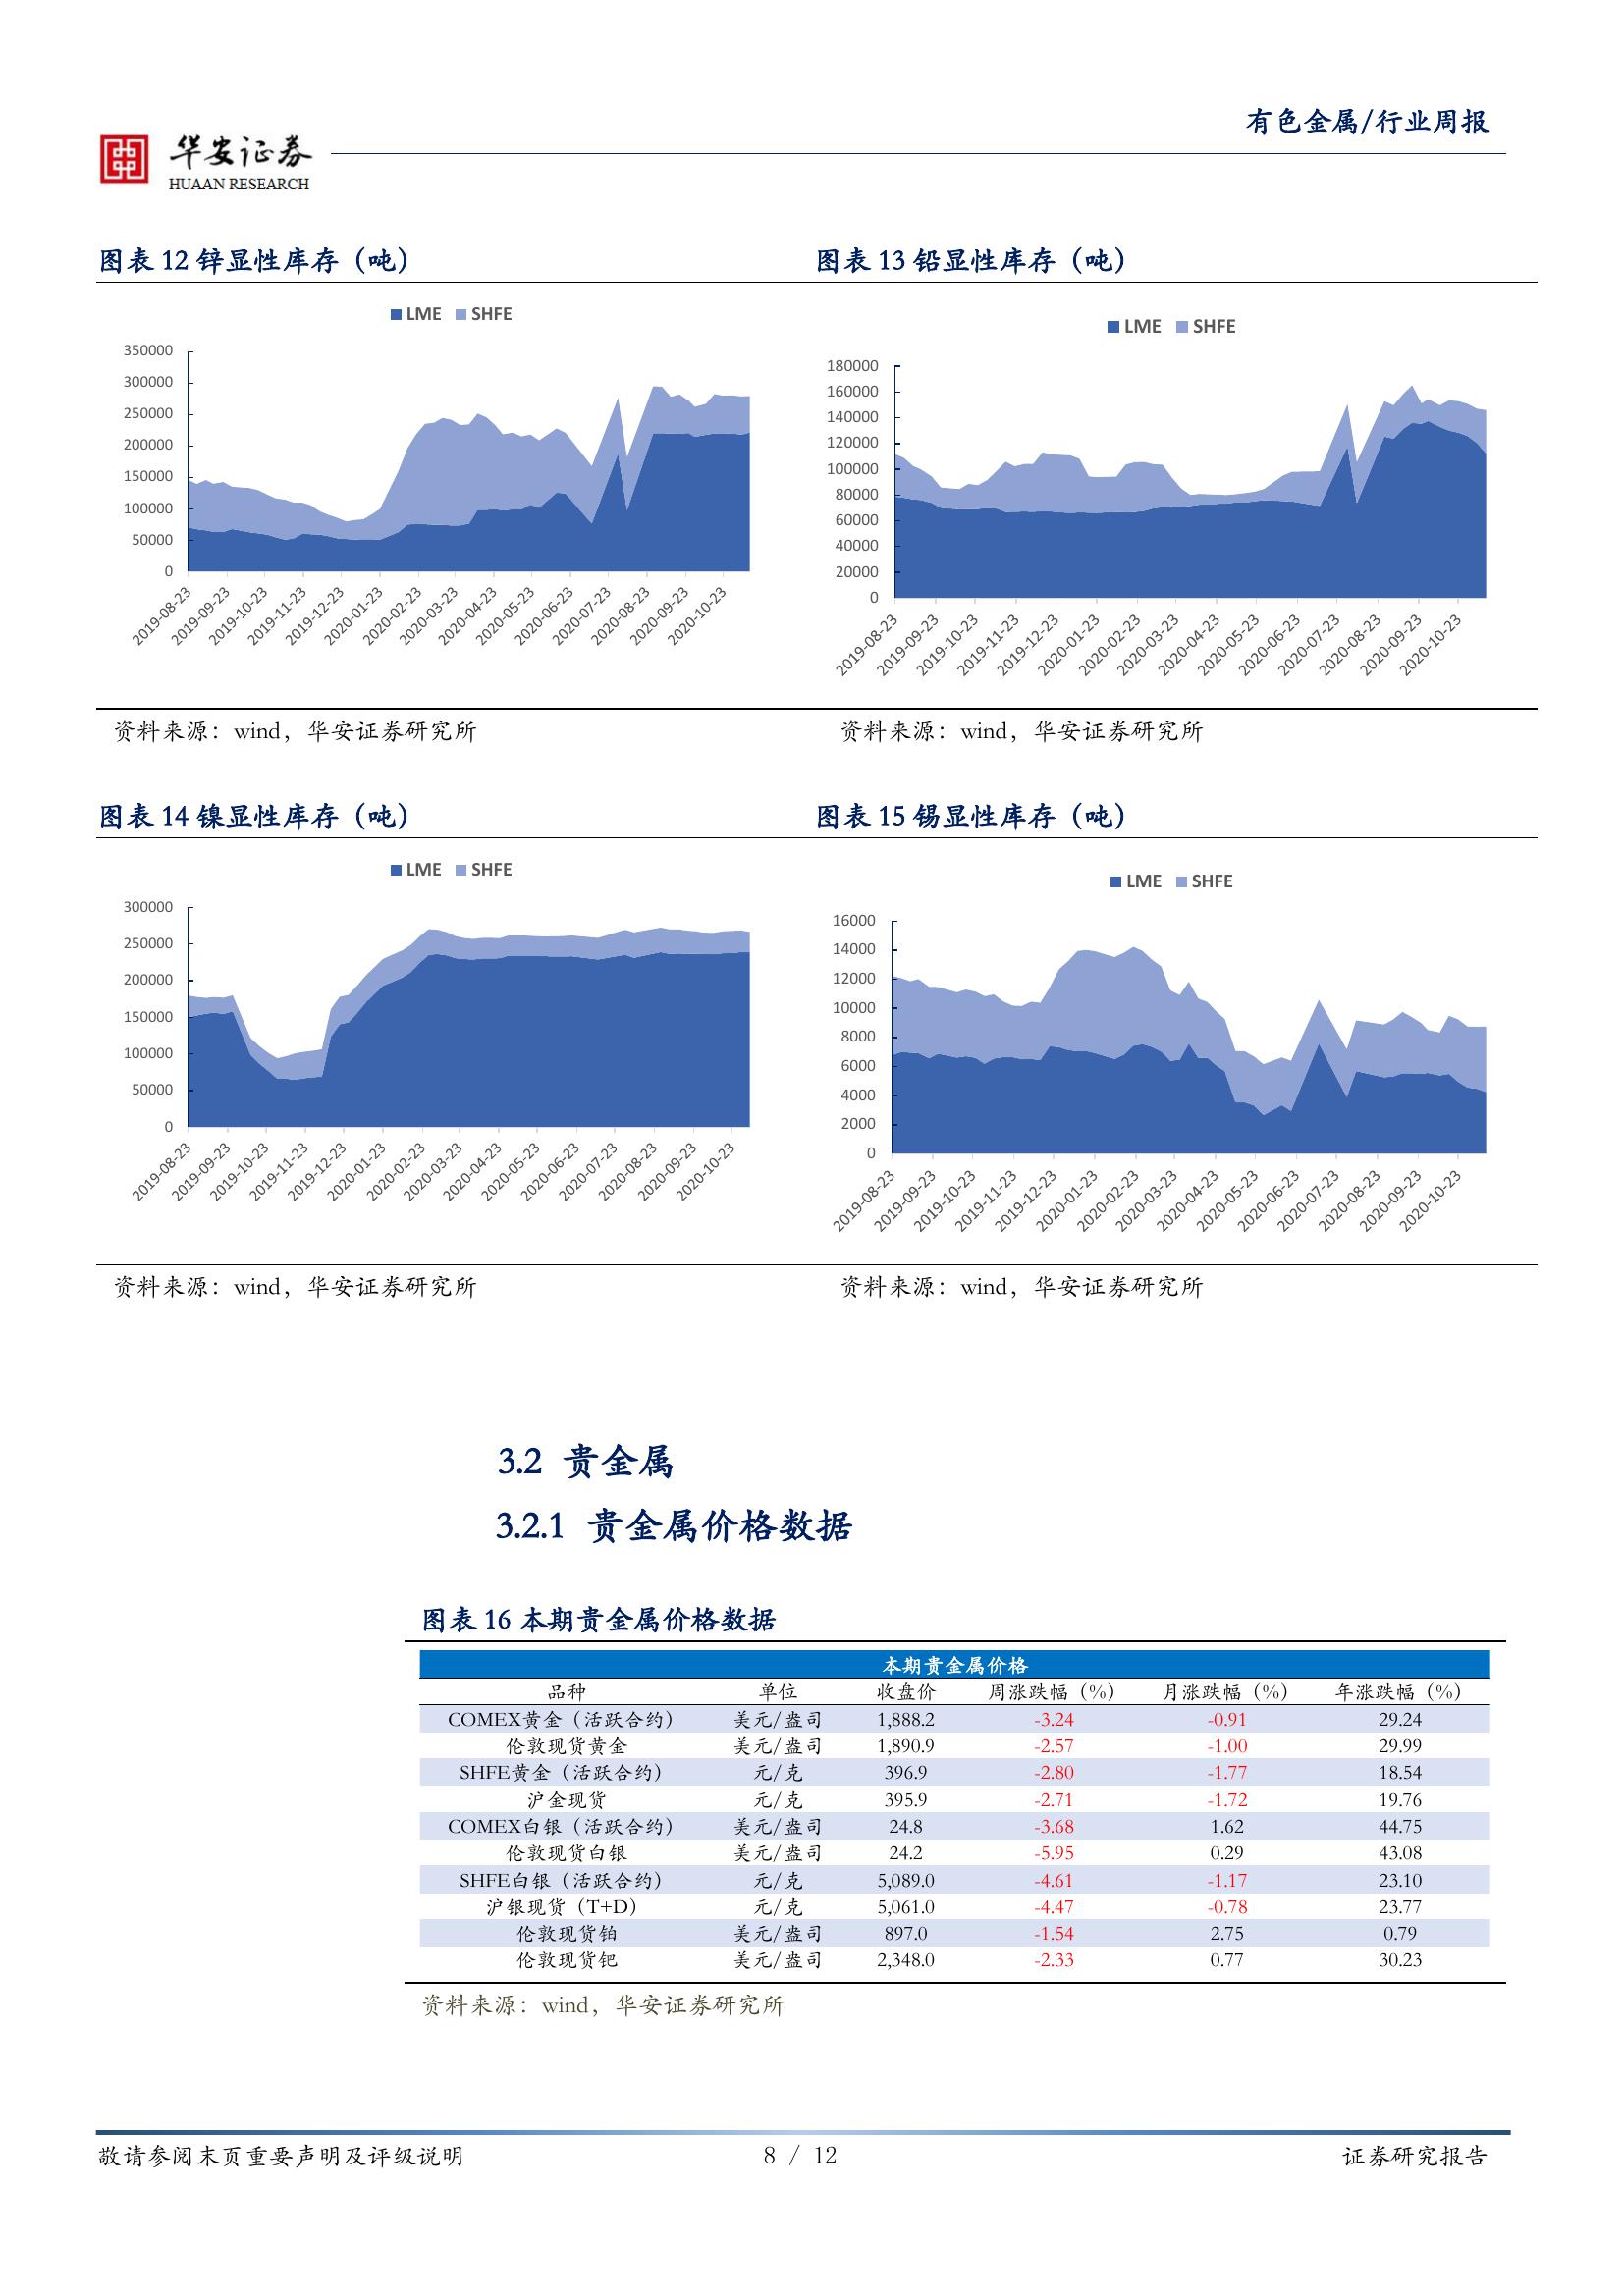 有色金属/行业周报
华安证券
HUAAN RESEARCH
图表 12 锌显性库存（吨）
LME SHFE
350000
300000
250000
200000
150000
100000
50000
0
2019-08-23 2019-09-23 2019-10-23 2019-11-23 2019-12-23 2020-01-23 2020-02-23 2020-03-23 2020-04-23 2020-05-23 2020-06-23 2020-07-23 2020-08-23 2020-09-23 2020-10-23
资料来源：wind，华安证券研究所
图表 13 铅显性库存（吨）
LME SHFE
180000
160000
140000
120000
100000
80000
60000
40000
20000
0
2019-08-23 2019-09-23 2019-10-23 2019-11-23 2019-12-23 2020-01-23 2020-02-23 2020-03-23 2020-04-23 2020-05-23 2020-06-23 2020-07-23 2020-08-23 2020-09-23 2020-10-23
资料来源：wind，华安证券研究所
图表 14 镍显性库存（吨）
LME SHFE
300000
250000
200000
150000
100000
50000
0
2019-08-23 2019-09-23 2019-10-23 2019-11-23 2019-12-23 2020-01-23 2020-02-23 2020-03-23 2020-04-23 2020-05-23 2020-06-23 2020-07-23 2020-08-23 2020-09-23 2020-10-23
资料来源：wind，华安证券研究所
图表 15 锡显性库存（吨）
LME SHFE
16000
14000
12000
10000
8000
6000
4000
2000
0
2019-08-23 2019-09-23 2019-10-23 2019-11-23 2019-12-23 2020-01-23 2020-02-23 2020-03-23 2020-04-23 2020-05-23 2020-06-23 2020-07-23 2020-08-23 2020-09-23 2020-10-23
资料来源：wind，华安证券研究所
3.2 贵金属
3.2.1 贵金属价格数据
图表 16 本期贵金属价格数据
本期贵金属价格
品种 单位 收盘价 周涨跌幅（%） 月涨跌幅（%） 年涨跌幅（%）
COMEX黄金（活跃合约） 美元/盎司 1,888.2 -3.24 -0.91 29.24
伦敦现货黄金 美元/盎司 1,890.9 -2.57 -1.00 29.99
SHFE黄金（活跃合约） 元/克 396.9 -2.80 -1.77 18.54
沪金现货 元/克 395.9 -2.71 -1.72 19.76
COMEX白银（活跃合约） 美元/盎司 24.8 -3.68 1.62 44.75
伦敦现货白银 美元/盎司 24.2 -5.95 0.29 43.08
SHFE白银（活跃合约） 元/克 5,089.0 -4.61 -1.17 23.10
沪银现货（T+D） 元/克 5,061.0 -4.47 -0.78 23.77
伦敦现货铂 美元/盎司 897.0 -1.54 2.75 0.79
伦敦现货钯 美元/盎司 2,348.0 -2.33 0.77 30.23
资料来源：wind，华安证券研究所
敬请参阅末页重要声明及评级说明 8 / 12 证券研究报告